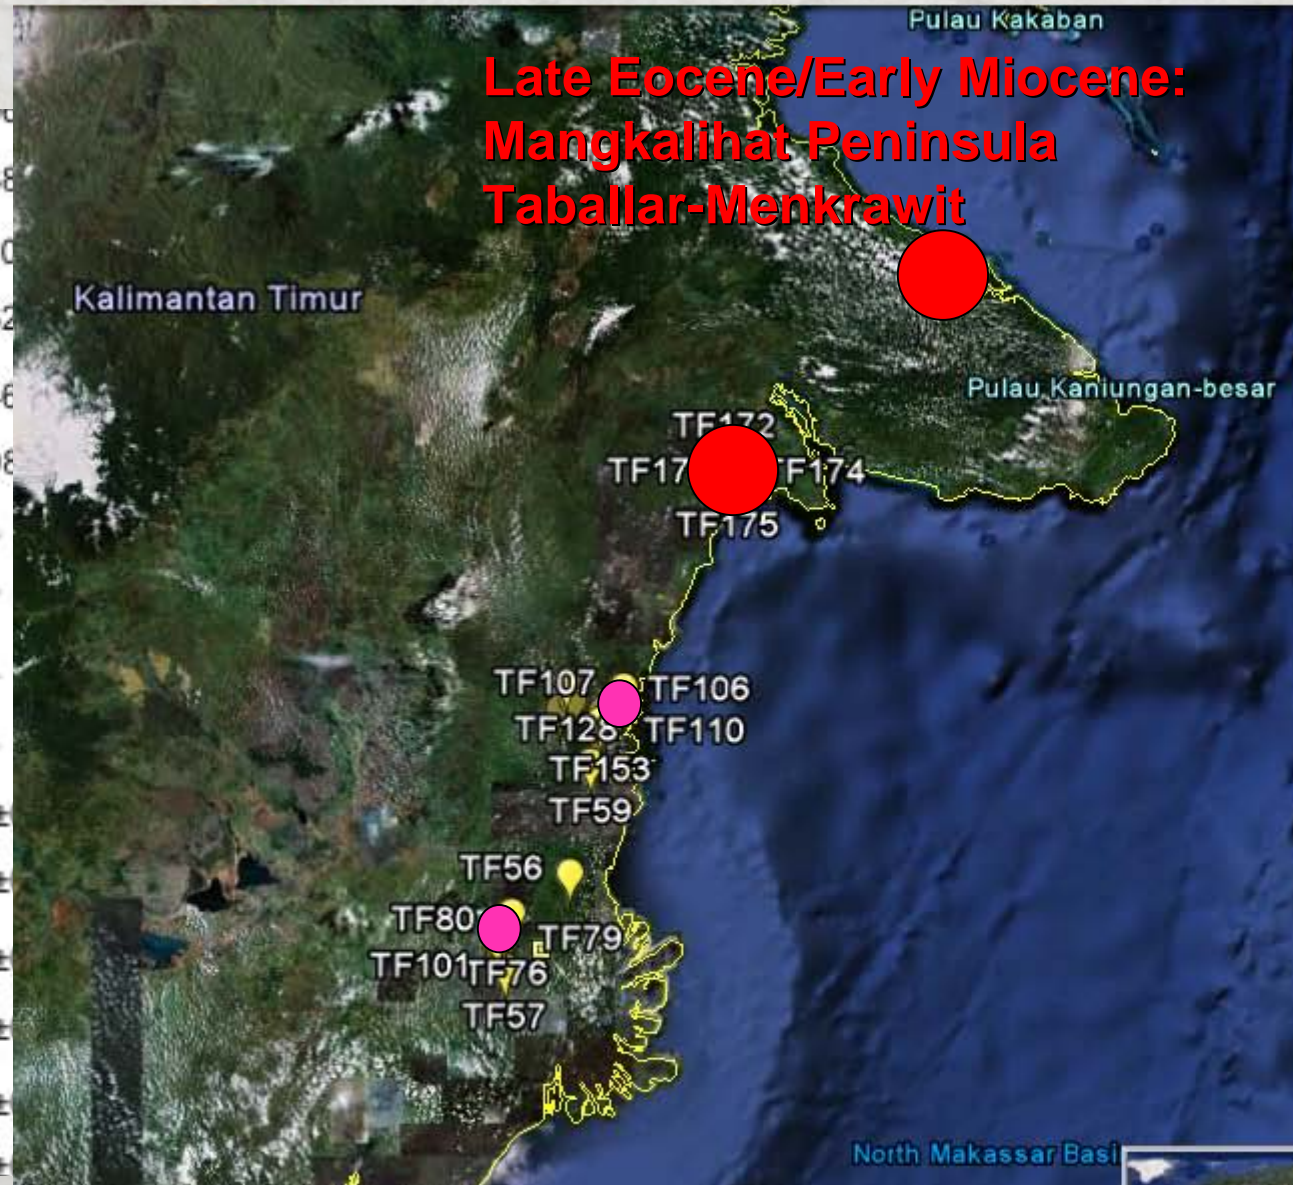 Pulau Kakaban
Late Eocene/Early Miocene:
Mangkalihat Peninsula
Taballar-Menkrawit
Kalimantan Timur
Pulau Kaniungan-besar
TF172
TF174
TF175
TF107
TF106
TF128
TF110
TF153
TF59
TF56
TF80
TF79
TF101
TF76
TF57
North Makassar Basi